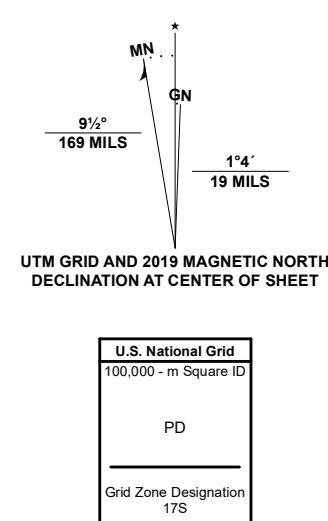 ★
MN
GN
9½°
169 MILS
1°4´
19 MILS
UTM GRID AND 2019 MAGNETIC NORTH
DECLINATION AT CENTER OF SHEET
U.S. National Grid
100,000 - m Square ID
PD
Grid Zone Designation
17S